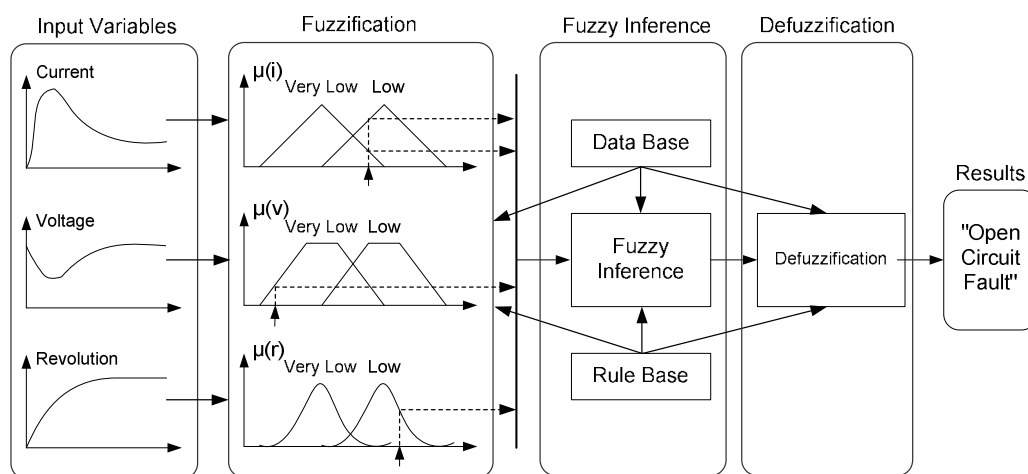 Input Variables
Fuzzification
Fuzzy Inference
Defuzzification
Current
μ(i)
Very Low
Low
Data Base
Results
Voltage
μ(v)
Very Low
Low
Fuzzy
Inference
Defuzzification
"Open
Circuit
Fault"
Revolution
μ(r)
Very Low
Low
Rule Base